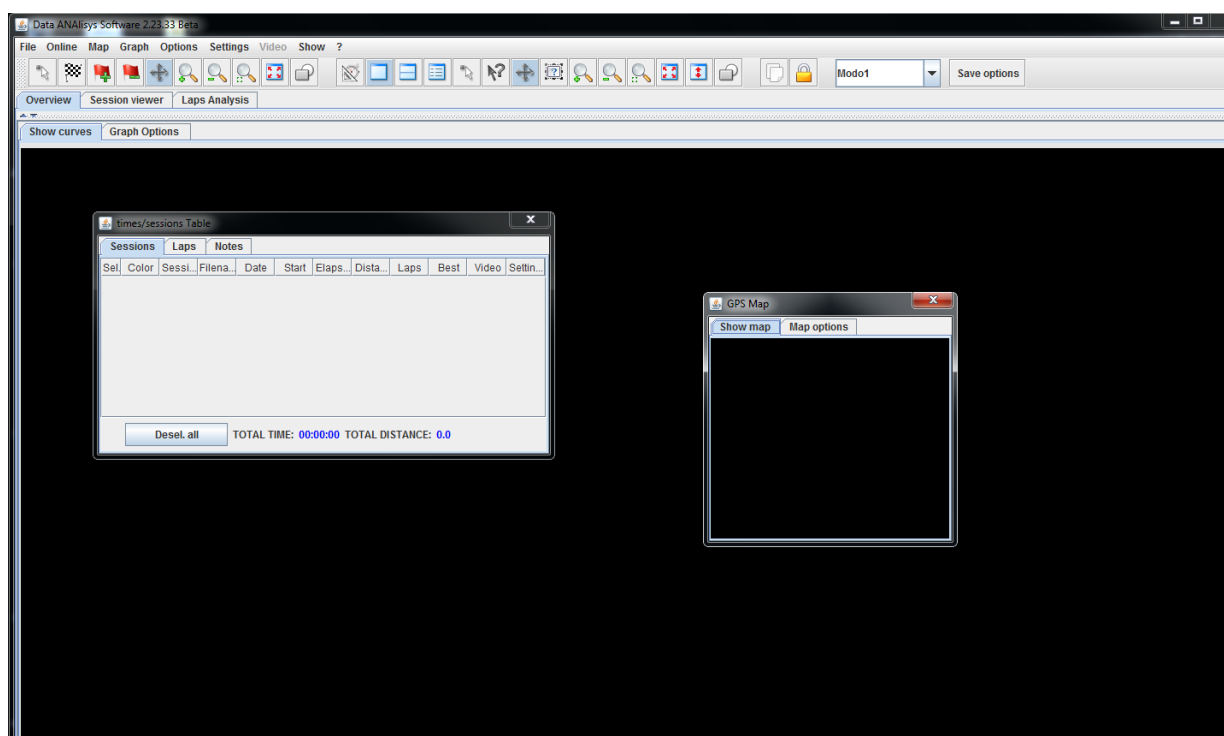 Data ANAlisys Software 2.23.33 Beta
File Online Map Graph Options Settings Video Show ?
Modo1 Save options
Overview Session viewer Laps Analysis
Show curves Graph Options
times/sessions Table
Sessions Laps Notes
Sel. Color Sessi... Filena... Date Start Elaps... Dista... Laps Best Video Settin...
Desel. all TOTAL TIME: 00:00:00 TOTAL DISTANCE: 0.0
GPS Map
Show map Map options